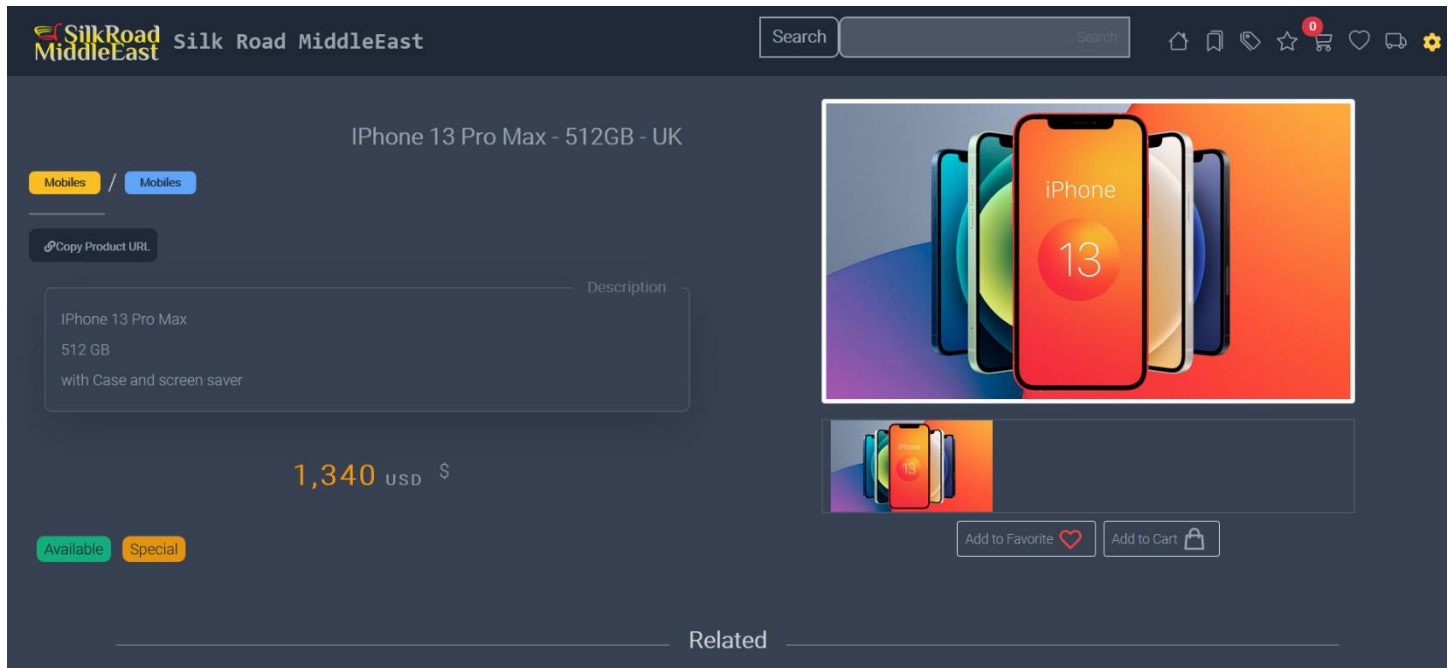 SilkRoad
MiddleEast
Silk Road MiddleEast
Search
... Search
0
IPhone 13 Pro Max - 512GB - UK
Mobiles / Mobiles
Copy Product URL
Description
IPhone 13 Pro Max
512 GB
with Case and screen saver
1,340 USD $
Available
Special
iPhone
13
iPhone
13
Add to Favorite
Add to Cart
Related